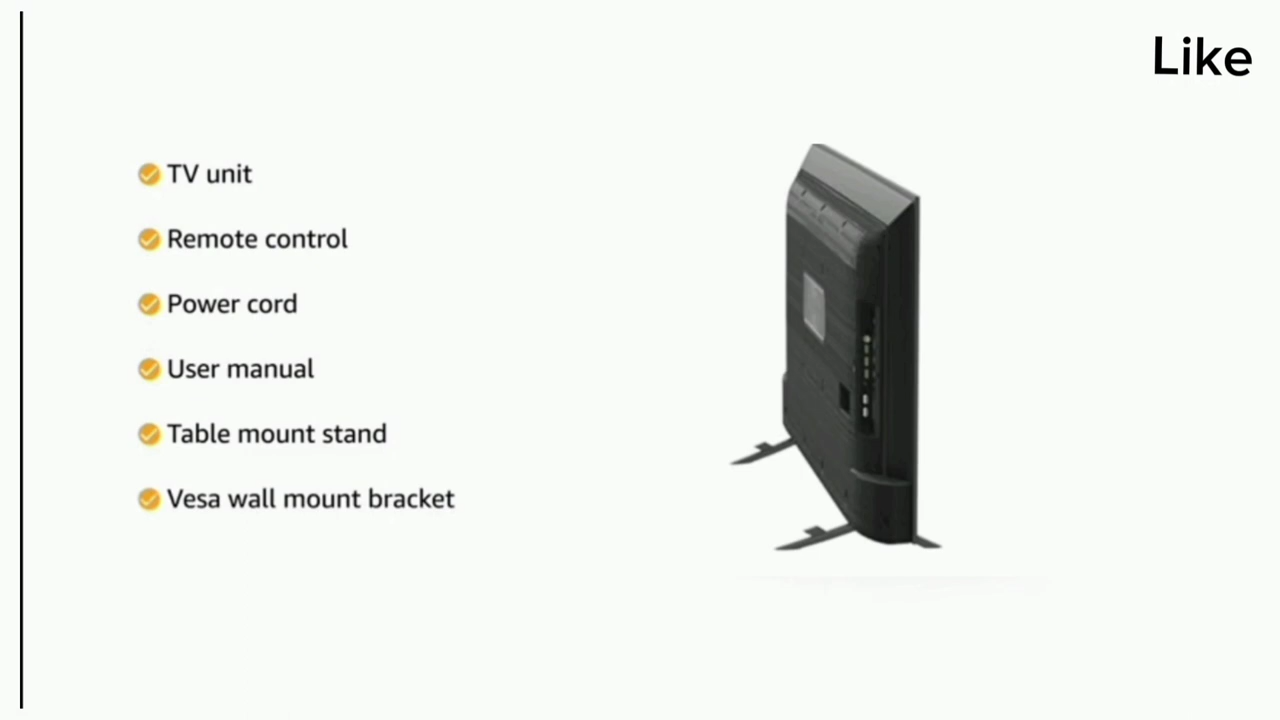 Like
TV unit
Remote control
Power cord
User manual
Table mount stand
Vesa wall mount bracket